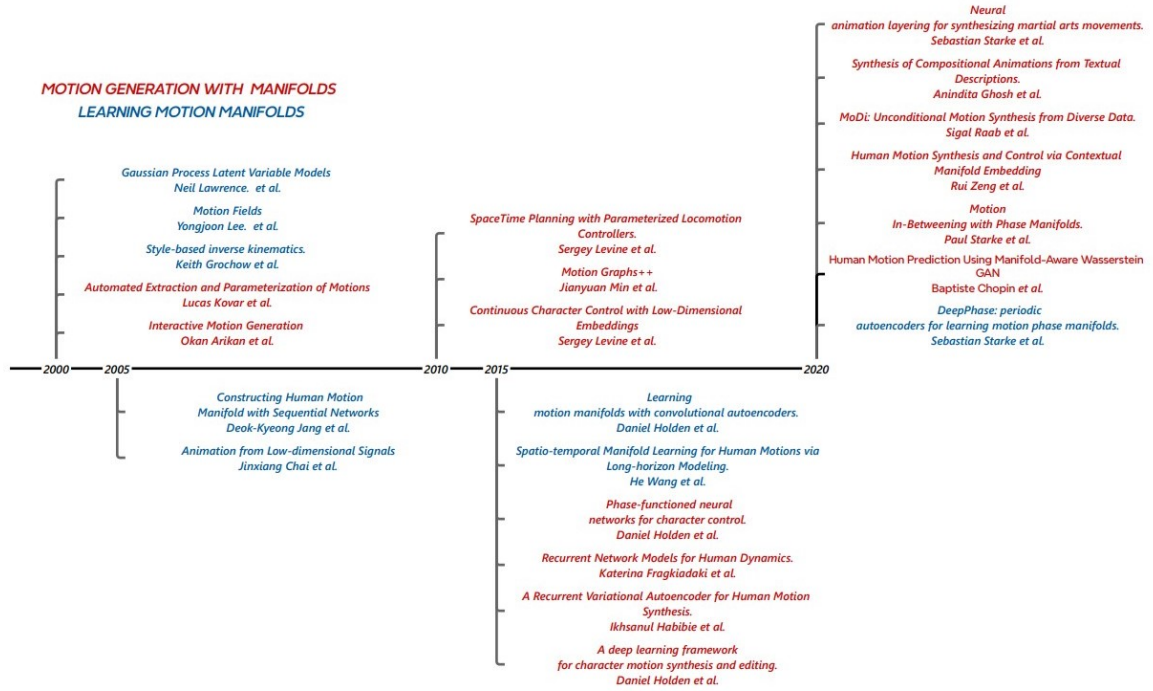 MOTION GENERATION WITH MANIFOLDS
LEARNING MOTION MANIFOLDS
Gaussian Process Latent Variable Models
Neil Lawrence. et al.
Motion Fields
Yongjoon Lee. et al.
Style-based inverse kinematics.
Keith Grochow et al.
Automated Extraction and Parameterization of Motions
Lucas Kovar et al.
Interactive Motion Generation
Okan Arikan et al.
SpaceTime Planning with Parameterized Locomotion
Controllers.
Sergey Levine et al.
Motion Graphs++
Jianyuan Min et al.
Continuous Character Control with Low-Dimensional
Embeddings
Sergey Levine et al.
Neural
animation layering for synthesizing martial arts movements.
Sebastian Starke et al.
Synthesis of Compositional Animations from Textual
Descriptions.
Anindita Ghosh et al.
MoDi: Unconditional Motion Synthesis from Diverse Data.
Sigal Raab et al.
Human Motion Synthesis and Control via Contextual
Manifold Embedding
Rui Zeng et al.
Motion
In-Betweening with Phase Manifolds.
Paul Starke et al.
Human Motion Prediction Using Manifold-Aware Wasserstein
GAN
Baptiste Chopin et al.
DeepPhase: periodic
autoencoders for learning motion phase manifolds.
Sebastian Starke et al.
2000 2005 2010 2015 2020
Constructing Human Motion
Manifold with Sequential Networks
Deok-Kyeong Jang et al.
Animation from Low-dimensional Signals
Jinxiang Chai et al.
Learning
motion manifolds with convolutional autoencoders.
Daniel Holden et al.
Spatio-temporal Manifold Learning for Human Motions via
Long-horizon Modeling.
He Wang et al.
Phase-functioned neural
networks for character control.
Daniel Holden et al.
Recurrent Network Models for Human Dynamics.
Katerina Fragkiadaki et al.
A Recurrent Variational Autoencoder for Human Motion
Synthesis.
Ikhsanul Habibie et al.
A deep learning framework
for character motion synthesis and editing.
Daniel Holden et al.